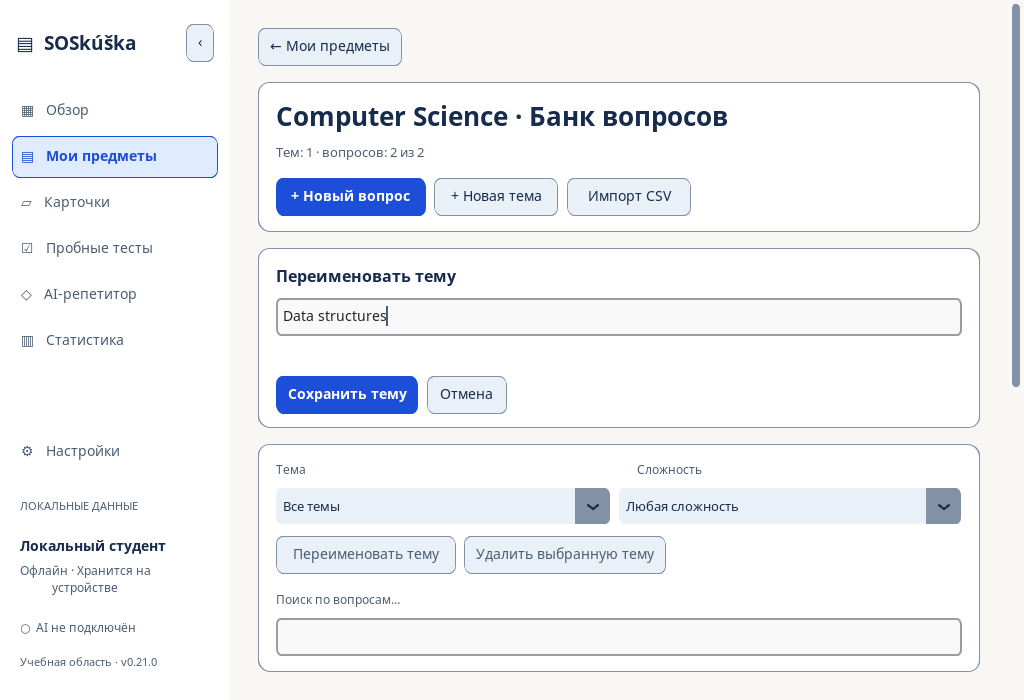 SOSkúška
‹
Обзор
Мои предметы
Карточки
Пробные тесты
AI-репетитор
Статистика
Настройки
ЛОКАЛЬНЫЕ ДАННЫЕ
Локальный студент
Офлайн · Хранится на
устройстве
AI не подключён
Учебная область · v0.21.0
← Мои предметы
Computer Science · Банк вопросов
Тем: 1 · вопросов: 2 из 2
+ Новый вопрос
+ Новая тема
Импорт CSV
Переименовать тему
Data structures
Сохранить тему
Отмена
Тема
Сложность
Все темы
Любая сложность
Переименовать тему
Удалить выбранную тему
Поиск по вопросам...